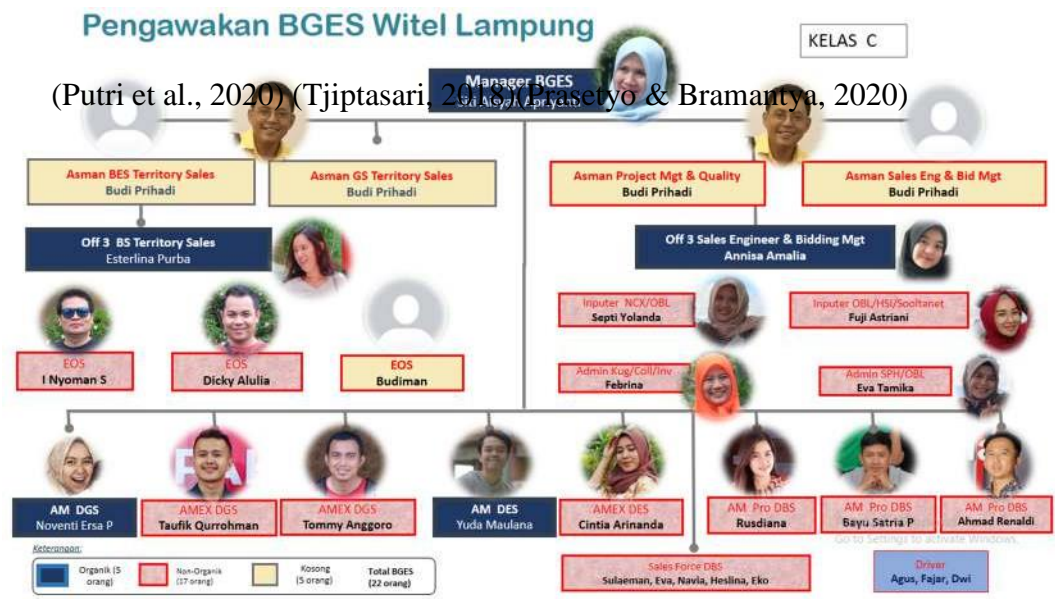 Pengawakan BGES Witel Lampung
KELAS C
Manager BGES
(Putri et al., 2020) (Tjiptasari, 2018)(Prasetyo & Bramantya, 2020)
Asman BES Territory Sales
Budi Prihadi
Asman GS Territory Sales
Budi Prihadi
Asman Project Mgt & Quality
Budi Prihadi
Asman Sales Eng & Bid Mgt
Budi Prihadi
Off 3 BS Territory Sales
Esterlina Purba
Off 3 Sales Engineer & Bidding Mgt
Annisa Amalia
Inputer NCX/OBL
Septi Yolanda
Inputer OBL/HSI/Sooltanet
Fuji Astriani
EOS
I Nyoman S
EOS
Dicky Alulia
EOS
Budiman
Admin Kug/Coll/Inv
Febrina
Admin SPH/OBL
Eva Tamika
AM DGS
Noventi Ersa P
AMEX DGS
Taufik Qurrohman
AMEX DGS
Tommy Anggoro
AM DES
Yuda Maulana
AMEX DES
Cintia Arinanda
AM Pro DBS
Rusdiana
AM Pro DBS
Bayu Satria P
AM Pro DBS
Ahmad Renaldi
Go to Settings to activate Windows.
Keterangan:
Organik (5
orang)
Non-Organik
(17 orang)
Kosong
(5 orang)
Total BGES
(22 orang)
Sales Force DBS
Sulaeman, Eva, Navia, Heslina, Eko
Driver
Agus, Fajar, Dwi